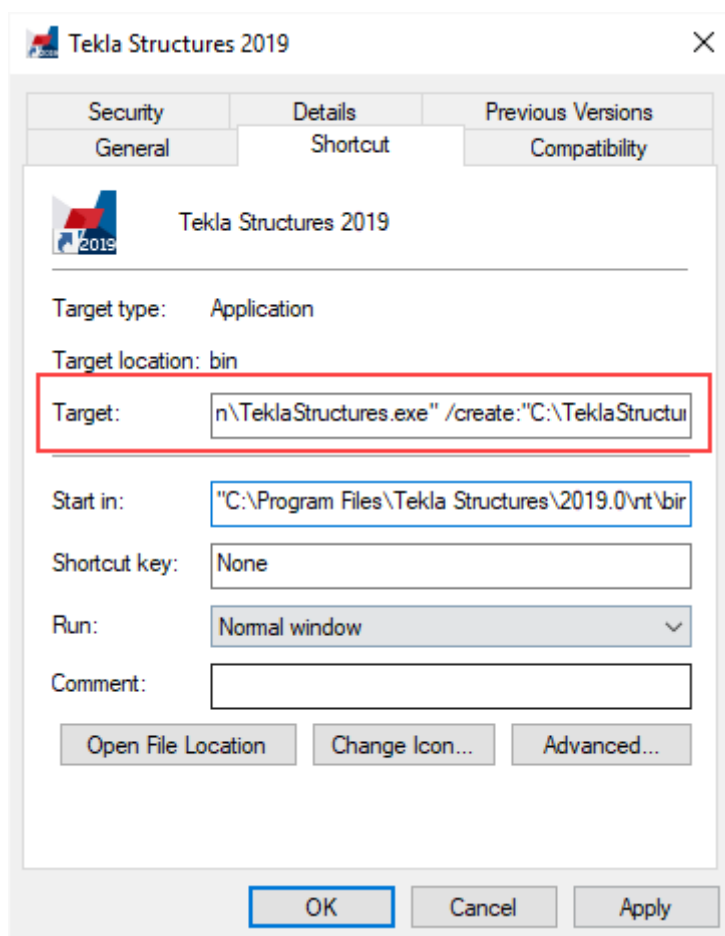 Tekla Structures 2019
Security Details Previous Versions
General Shortcut Compatibility
2019 Tekla Structures 2019
Target type: Application
Target location: bin
Target: n\TeklaStructures.exe" /create:"C:\TeklaStructur
Start in: "C:\Program Files\Tekla Structures\2019.0\nt\bin
Shortcut key: None
Run: Normal window
Comment:
Open File Location Change Icon... Advanced...
OK Cancel Apply